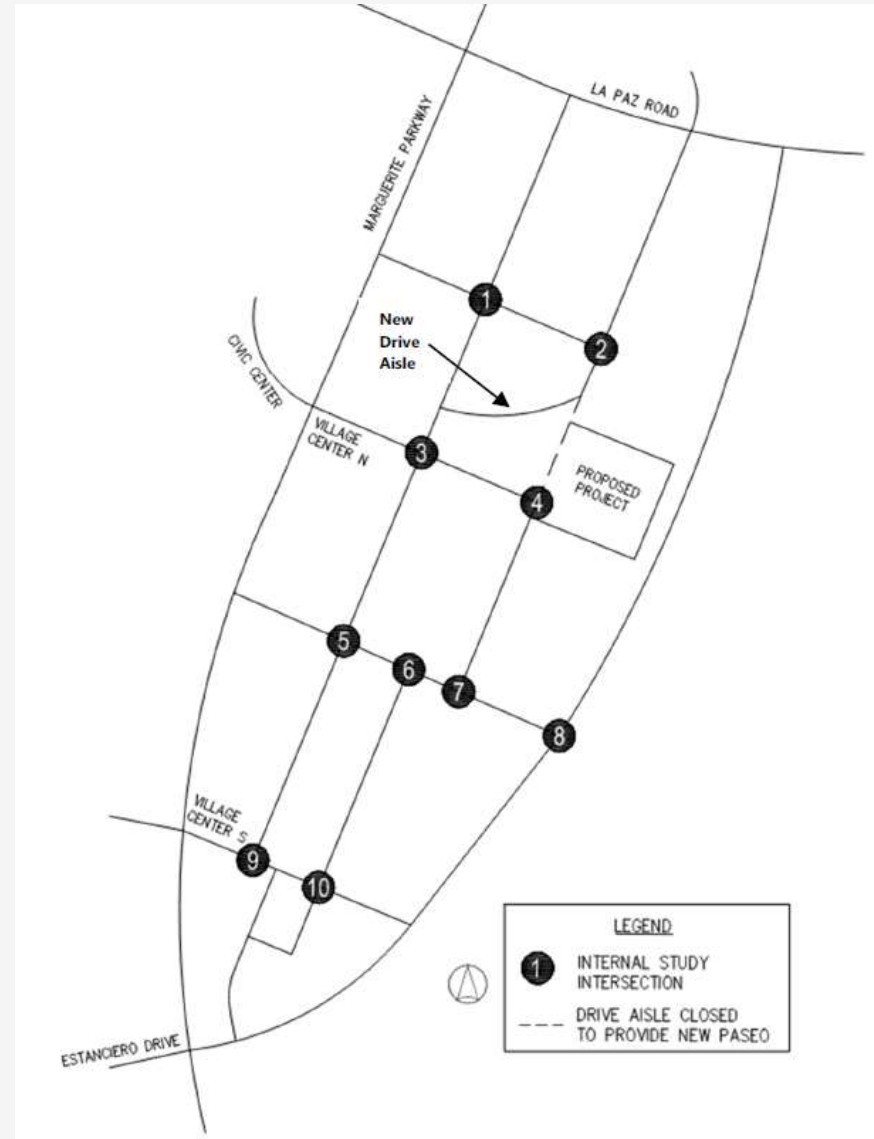 LA PAZ ROAD
MARGUERITE PARKWAY
1
New
Drive
Aisle
2
CIVIC CENTER
VILLAGE
CENTER N
3
PROPOSED
PROJECT
4
5
6
7
8
VILLAGE
CENTER S
9
10
LEGEND
1
INTERNAL STUDY
INTERSECTION
DRIVE AISLE CLOSED
TO PROVIDE NEW PASEO
ESTANCIERO DRIVE